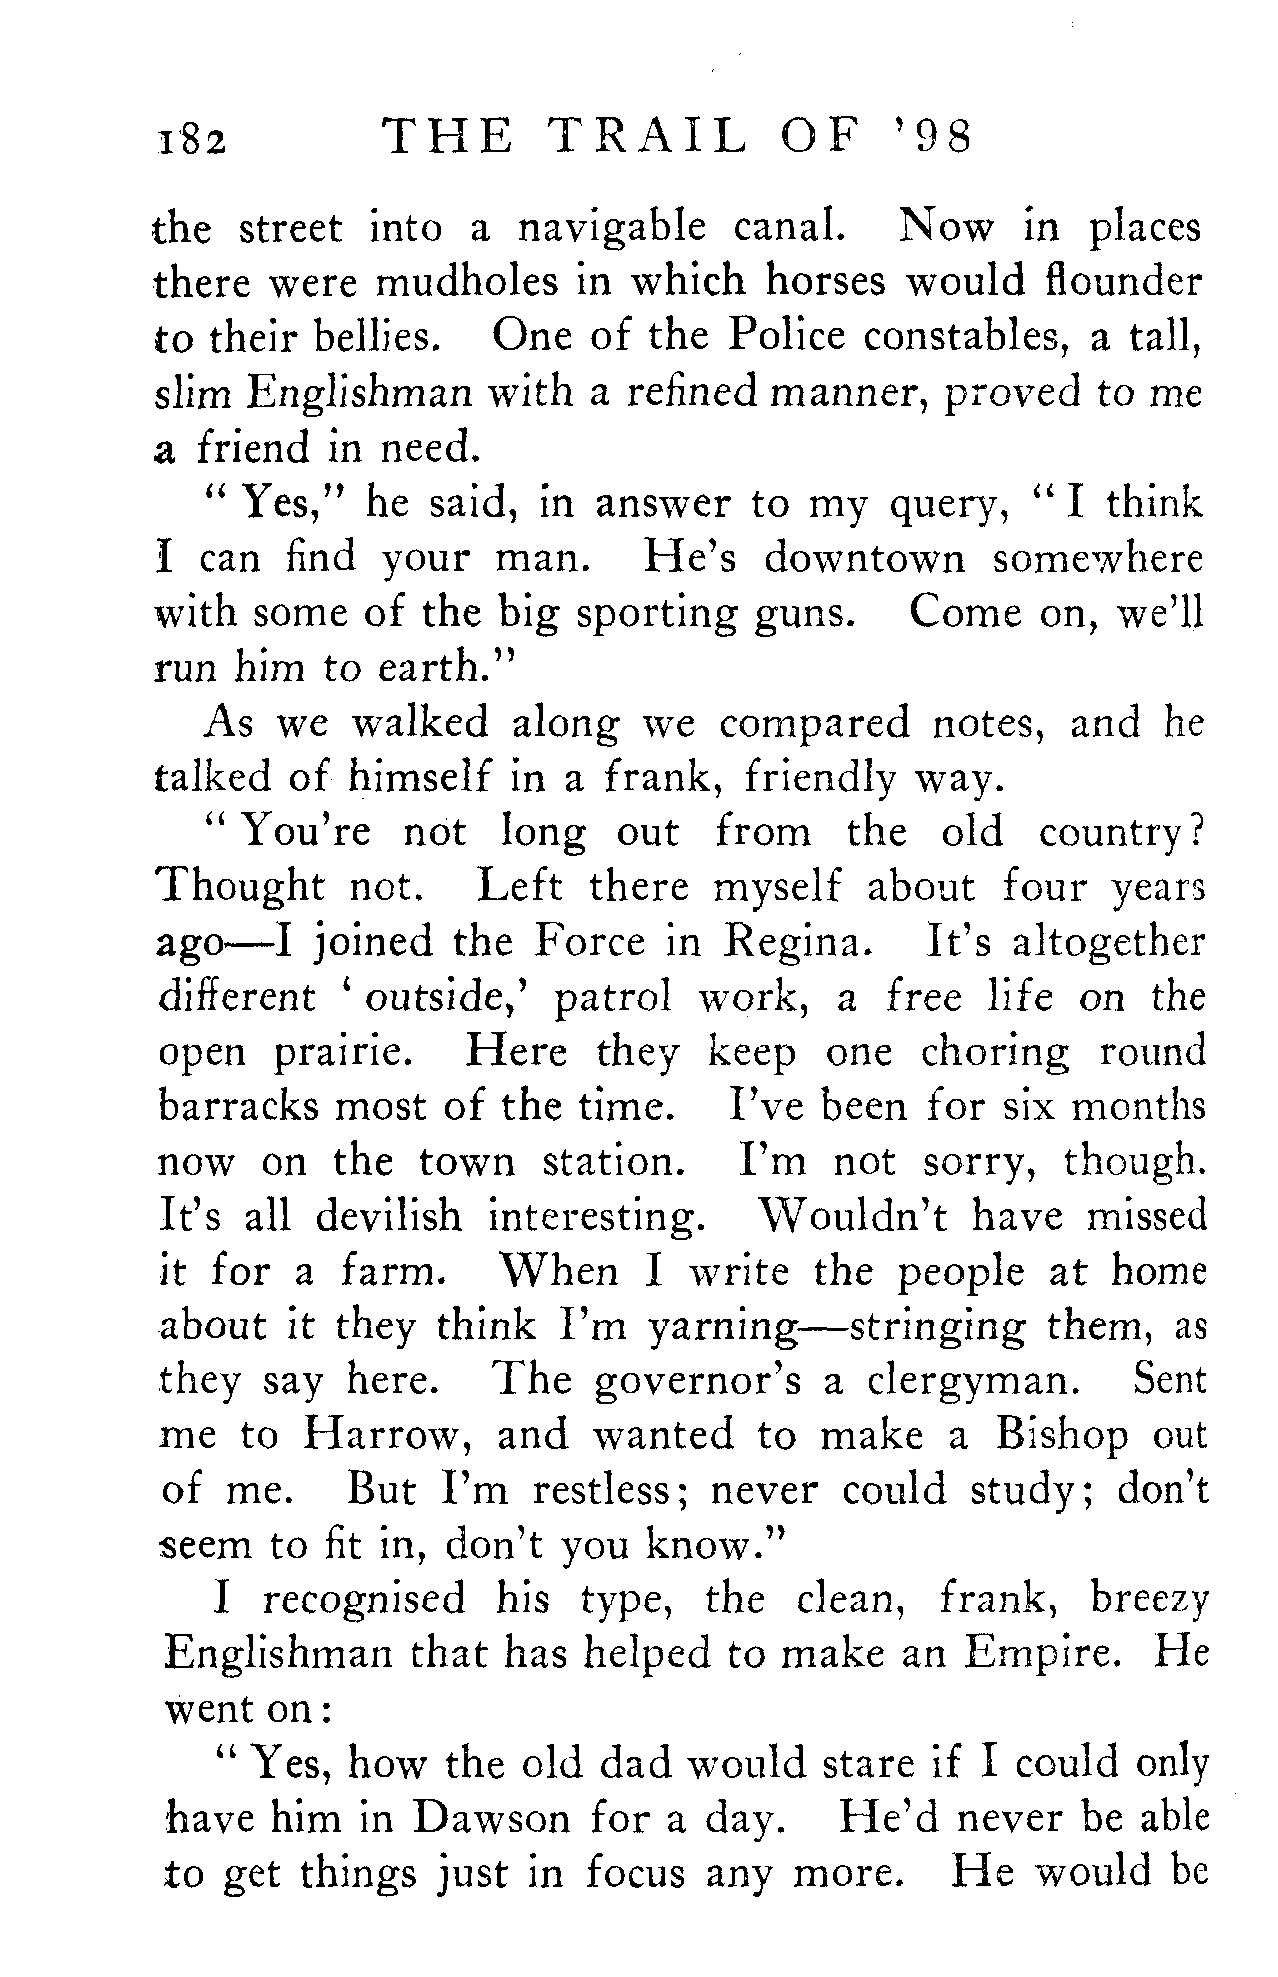 182 THE TRAIL OF '98
the street into a navigable canal. Now in places
there were mudholes in which horses would flounder
to their bellies. One of the Police constables, a tall,
slim Englishman with a refined manner, proved to me
a friend in need.
" Yes," he said, in answer to my query, " I think
I can find your man. He's downtown somewhere
with some of the big sporting guns. Come on, we'll
run him to earth."
As we walked along we compared notes, and he
talked of himself in a frank, friendly way.
" You're not long out from the old country?
Thought not. Left there myself about four years
ago—I joined the Force in Regina. It's altogether
different ' outside,' patrol work, a free life on the
open prairie. Here they keep one choring round
barracks most of the time. I've been for six months
now on the town station. I'm not sorry, though.
It's all devilish interesting. Wouldn't have missed
it for a farm. When I write the people at home
about it they think I'm yarning—stringing them, as
they say here. The governor's a clergyman. Sent
me to Harrow, and wanted to make a Bishop out
of me. But I'm restless; never could study; don't
seem to fit in, don't you know."
I recognised his type, the clean, frank, breezy
Englishman that has helped to make an Empire. He
went on:
" Yes, how the old dad would stare if I could only
have him in Dawson for a day. He'd never be able
to get things just in focus any more. He would be